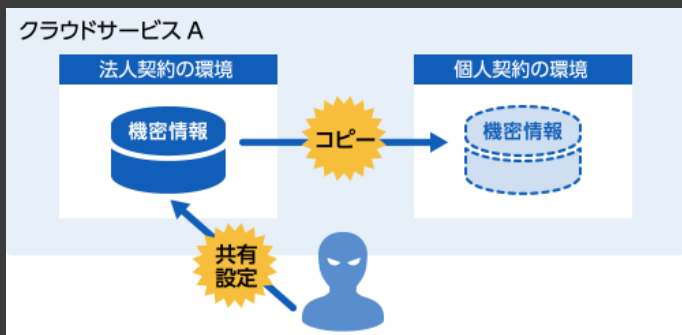 クラウドサービス A
法人契約の環境
個人契約の環境
機密情報
コピー
機密情報
共有
設定